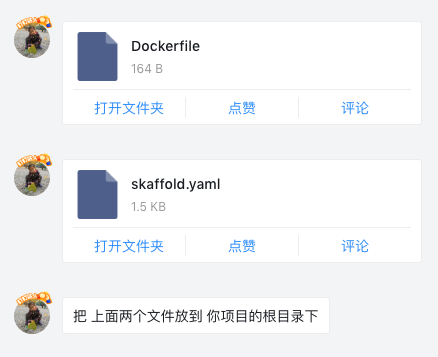 Dockerfile
164 B
打开文件夹 点赞 评论
skaffold.yaml
1.5 KB
打开文件夹 点赞 评论
把 上面两个文件放到 你项目的根目录下